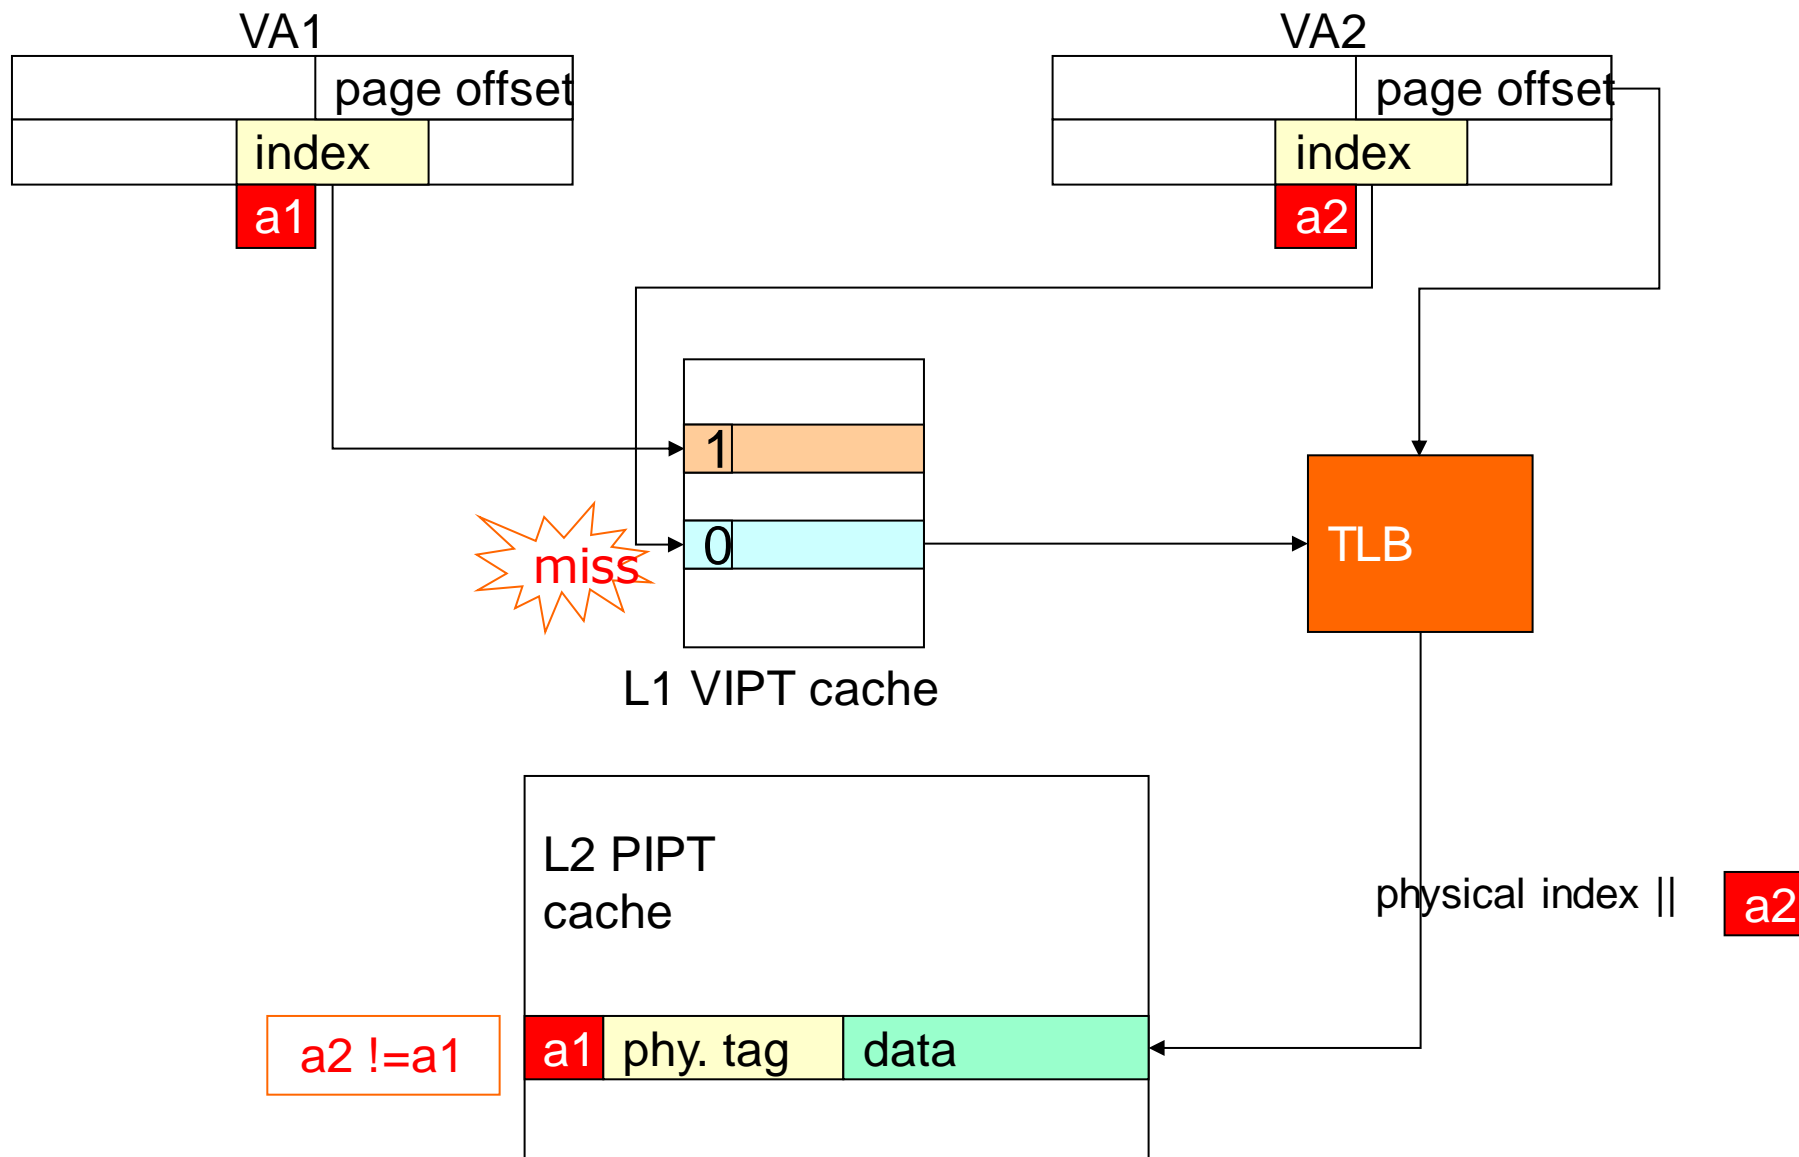 VA1
VA2
page offset
page offset
index
index
a1
a2
1
0
miss
TLB
L1 VIPT cache
L2 PIPT
cache
physical index ||
a2
a2 !=a1
a1
phy. tag
data